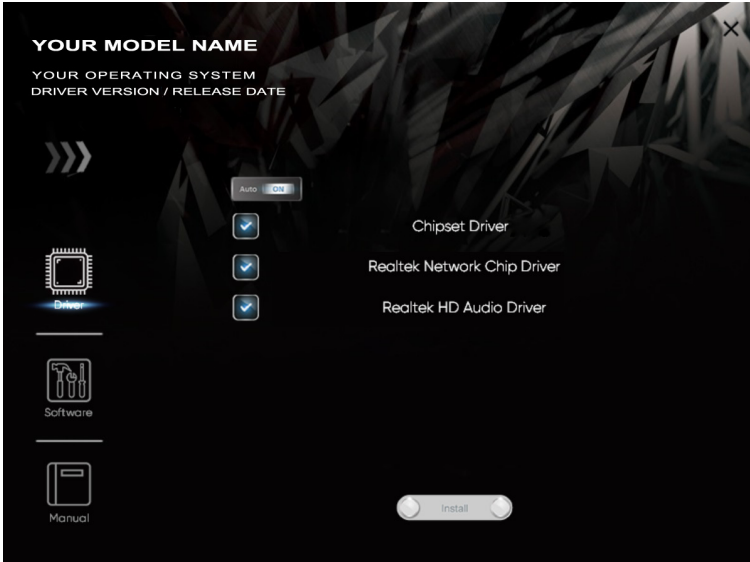 YOUR MODEL NAME
YOUR OPERATING SYSTEM
DRIVER VERSION / RELEASE DATE
Auto ON
Chipset Driver
Realtek Network Chip Driver
Realtek HD Audio Driver
Driver
Software
Manual
Install